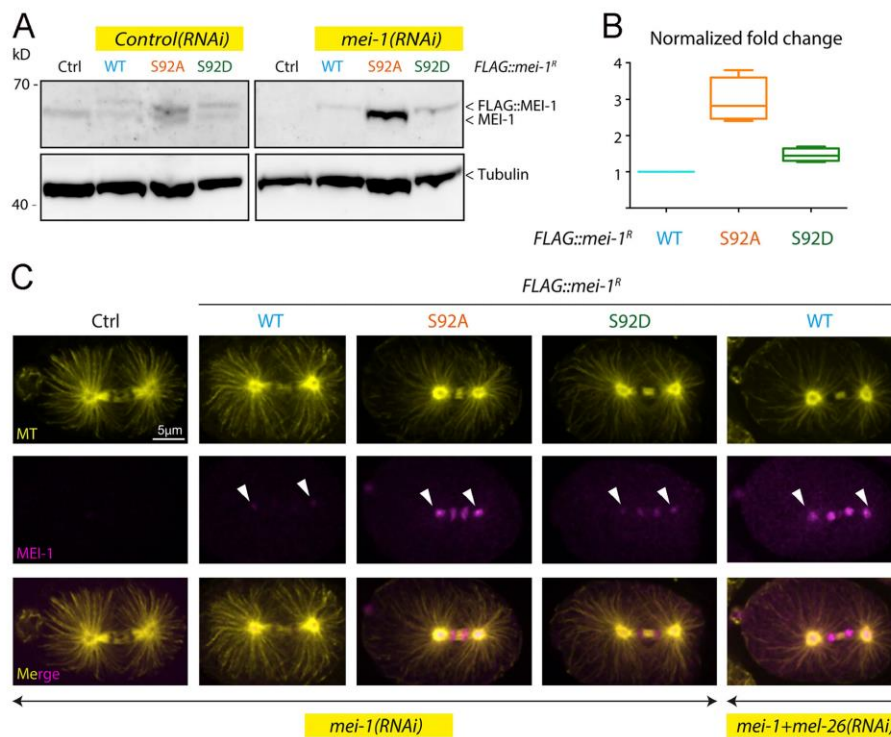 A
Control(RNAi)
mei-1(RNAi)
kD
Ctrl WT S92A S92D
Ctrl WT S92A S92D
FLAG::mei-1ᴿ
70 -
< FLAG::MEI-1
< MEI-1
< Tubulin
40 -
B
Normalized fold change
4
3
2
1
FLAG::mei-1ᴿ WT S92A S92D
C
FLAG::mei-1ᴿ
Ctrl WT S92A S92D WT
MT
5μm
MEI-1
Merge
mei-1(RNAi)
mei-1+mel-26(RNAi)